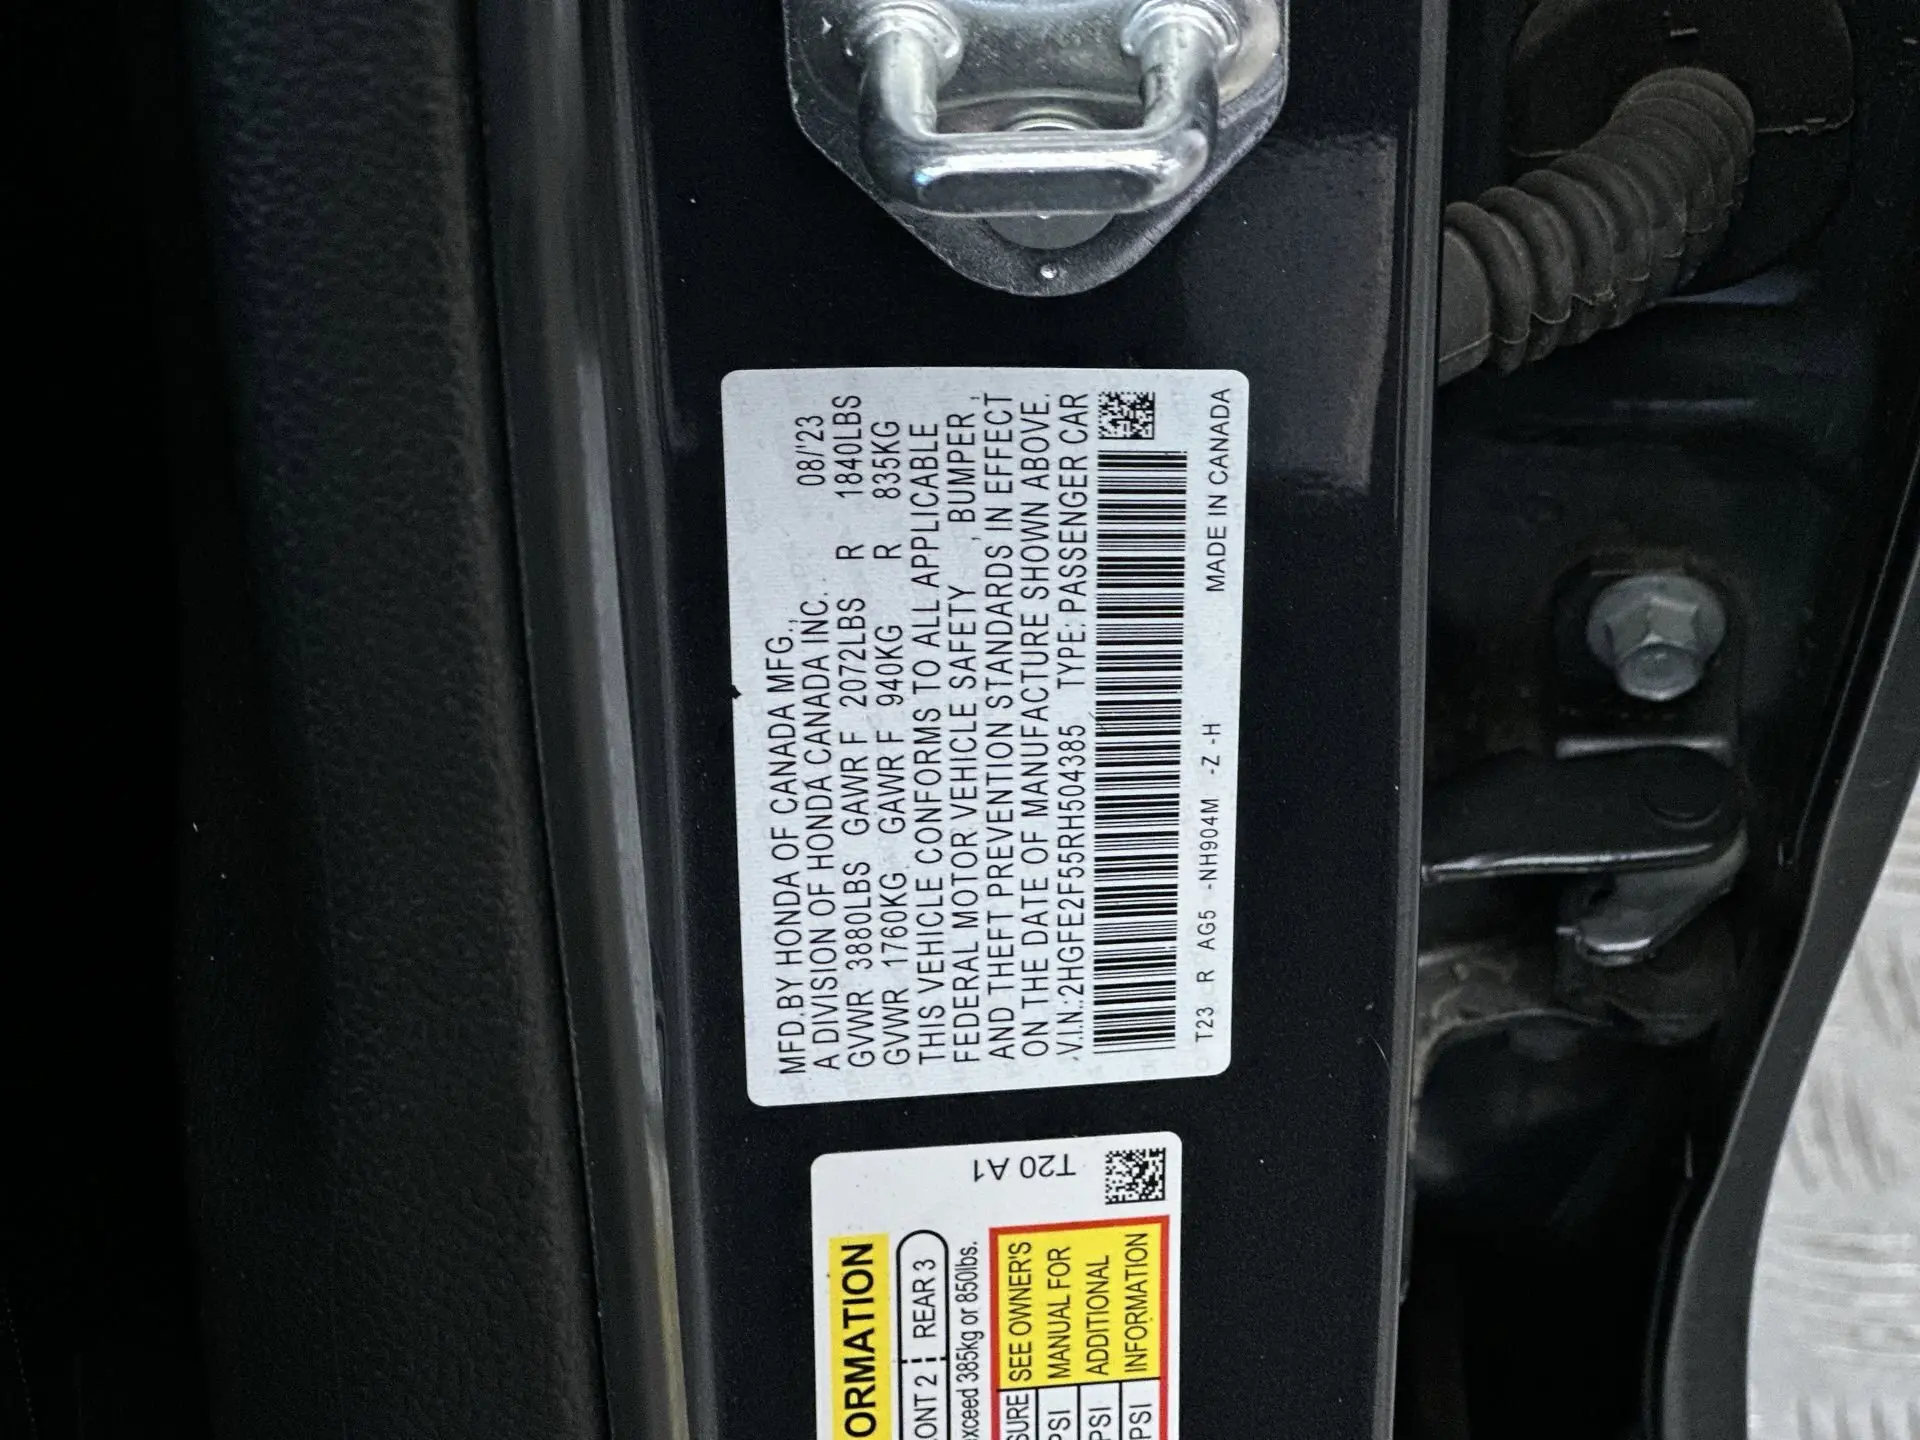 MFD.BY HONDA OF CANADA MFG.,
A DIVISION OF HONDA CANADA INC. 08/'23
GVWR 3880LBS GAWR F 2072LBS R 1840LBS
GVWR 1760KG GAWR F 940KG R 835KG
THIS VEHICLE CONFORMS TO ALL APPLICABLE
FEDERAL MOTOR VEHICLE SAFETY , BUMPER ,
AND THEFT PREVENTION STANDARDS IN EFFECT
ON THE DATE OF MANUFACTURE SHOWN ABOVE.
V.I.N.:2HGFE2F55RH504385 TYPE: PASSENGER CAR
T23 R AG5 -NH904M -Z -H MADE IN CANADA
T20 A1
ORMATION
ONT 2 REAR 3
xceed 385kg or 850lbs.
SURE SEE OWNER'S
PSI MANUAL FOR
PSI ADDITIONAL
PSI INFORMATION